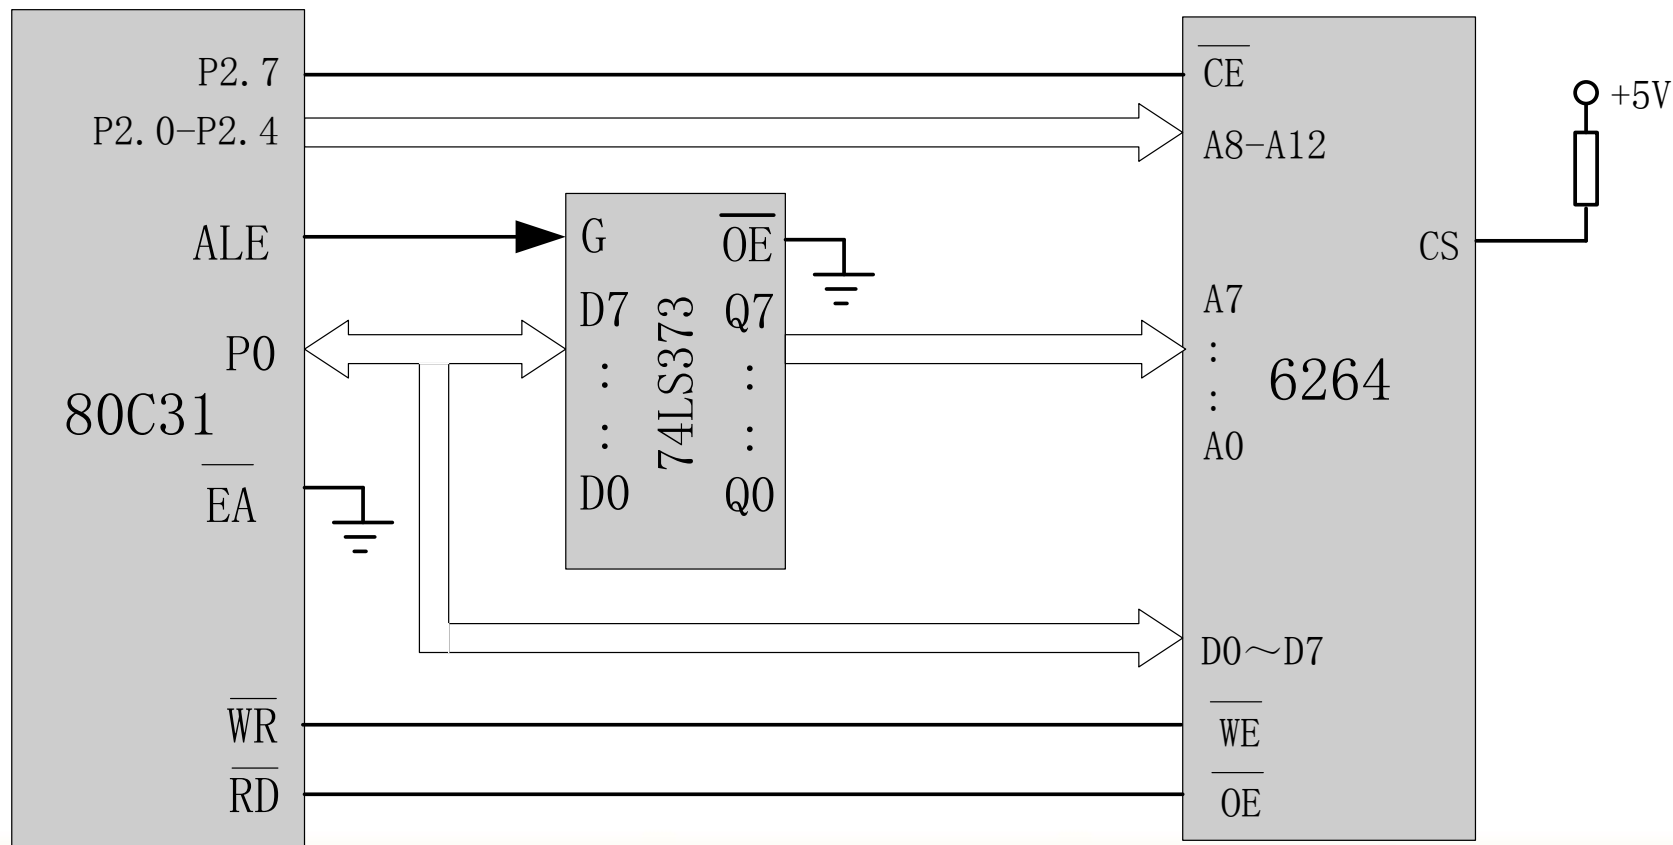 P2.7
P2.0-P2.4
ALE
P0
80C31
EA
WR
RD
G
OE
D7
Q7
:
:
:
:
D0
Q0
74LS373
CE
A8-A12
CS
A7
:
:
A0
6264
D0～D7
WE
OE
+5V